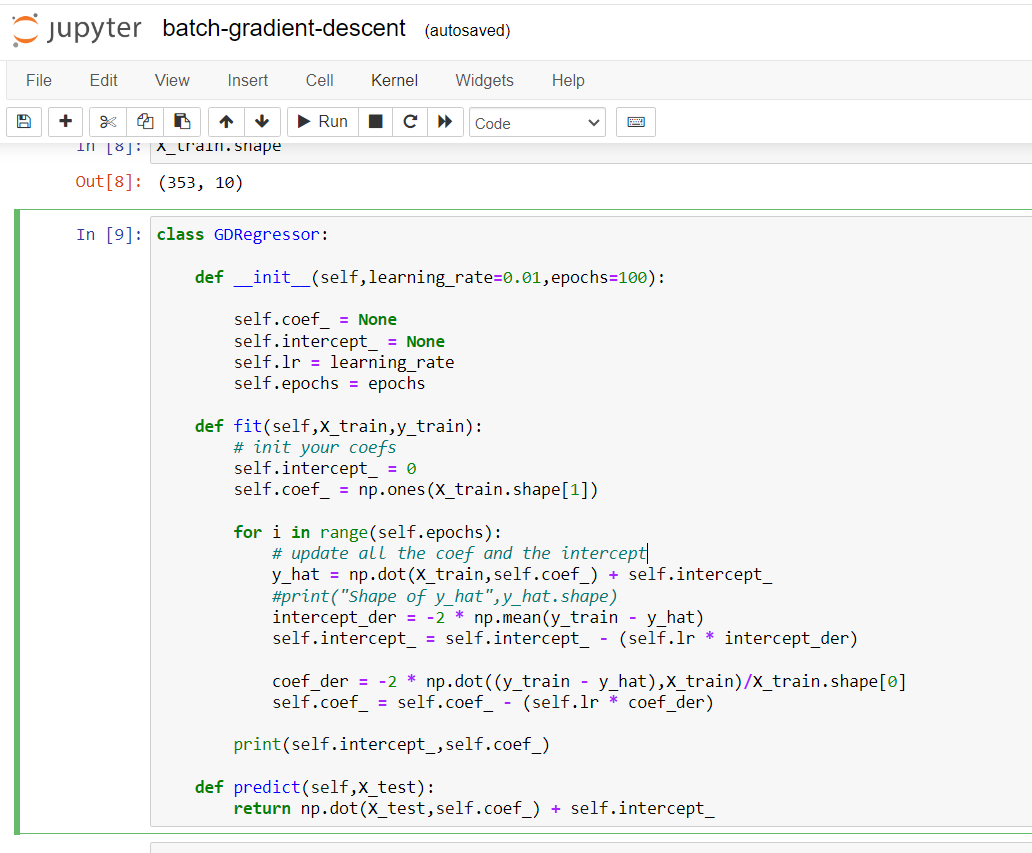 jupyter batch-gradient-descent (autosaved)
File Edit View Insert Cell Kernel Widgets Help
Run Code
In [8]: X_train.shape
Out[8]: (353, 10)
In [9]: class GDRegressor:
    def __init__(self,learning_rate=0.01,epochs=100):
        self.coef_ = None
        self.intercept_ = None
        self.lr = learning_rate
        self.epochs = epochs
    def fit(self,X_train,y_train):
        # init your coefs
        self.intercept_ = 0
        self.coef_ = np.ones(X_train.shape[1])
        for i in range(self.epochs):
            # update all the coef and the intercept
            y_hat = np.dot(X_train,self.coef_) + self.intercept_
            #print("Shape of y_hat",y_hat.shape)
            intercept_der = -2 * np.mean(y_train - y_hat)
            self.intercept_ = self.intercept_ - (self.lr * intercept_der)
            coef_der = -2 * np.dot((y_train - y_hat),X_train)/X_train.shape[0]
            self.coef_ = self.coef_ - (self.lr * coef_der)
        print(self.intercept_,self.coef_)
    def predict(self,X_test):
        return np.dot(X_test,self.coef_) + self.intercept_